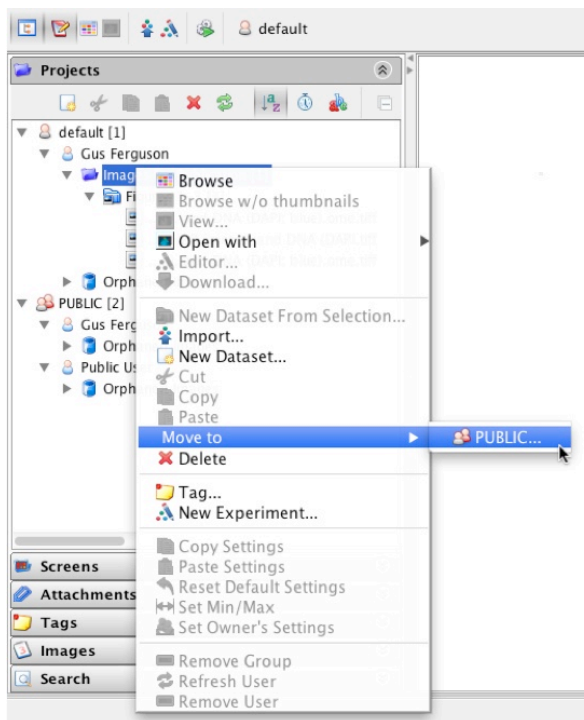 default
Projects
default [1]
Gus Ferguson
Imag
Fi
Orph
PUBLIC [2]
Gus Ferg
Orph
Public Us
Orph
Screens
Attachments
Tags
Images
Search
Browse
Browse w/o thumbnails
View...
Open with
Editor...
Download...
New Dataset From Selection...
Import...
New Dataset...
Cut
Copy
Paste
Move to
PUBLIC...
Delete
Tag...
New Experiment...
Copy Settings
Paste Settings
Reset Default Settings
Set Min/Max
Set Owner's Settings
Remove Group
Refresh User
Remove User